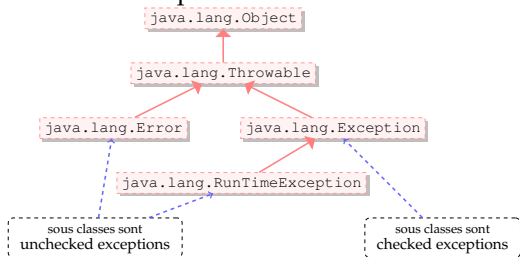 java.lang.Object
java.lang.Throwable
java.lang.Error
java.lang.Exception
java.lang.RunTimeException
sous classes sont
unchecked exceptions
sous classes sont
checked exceptions